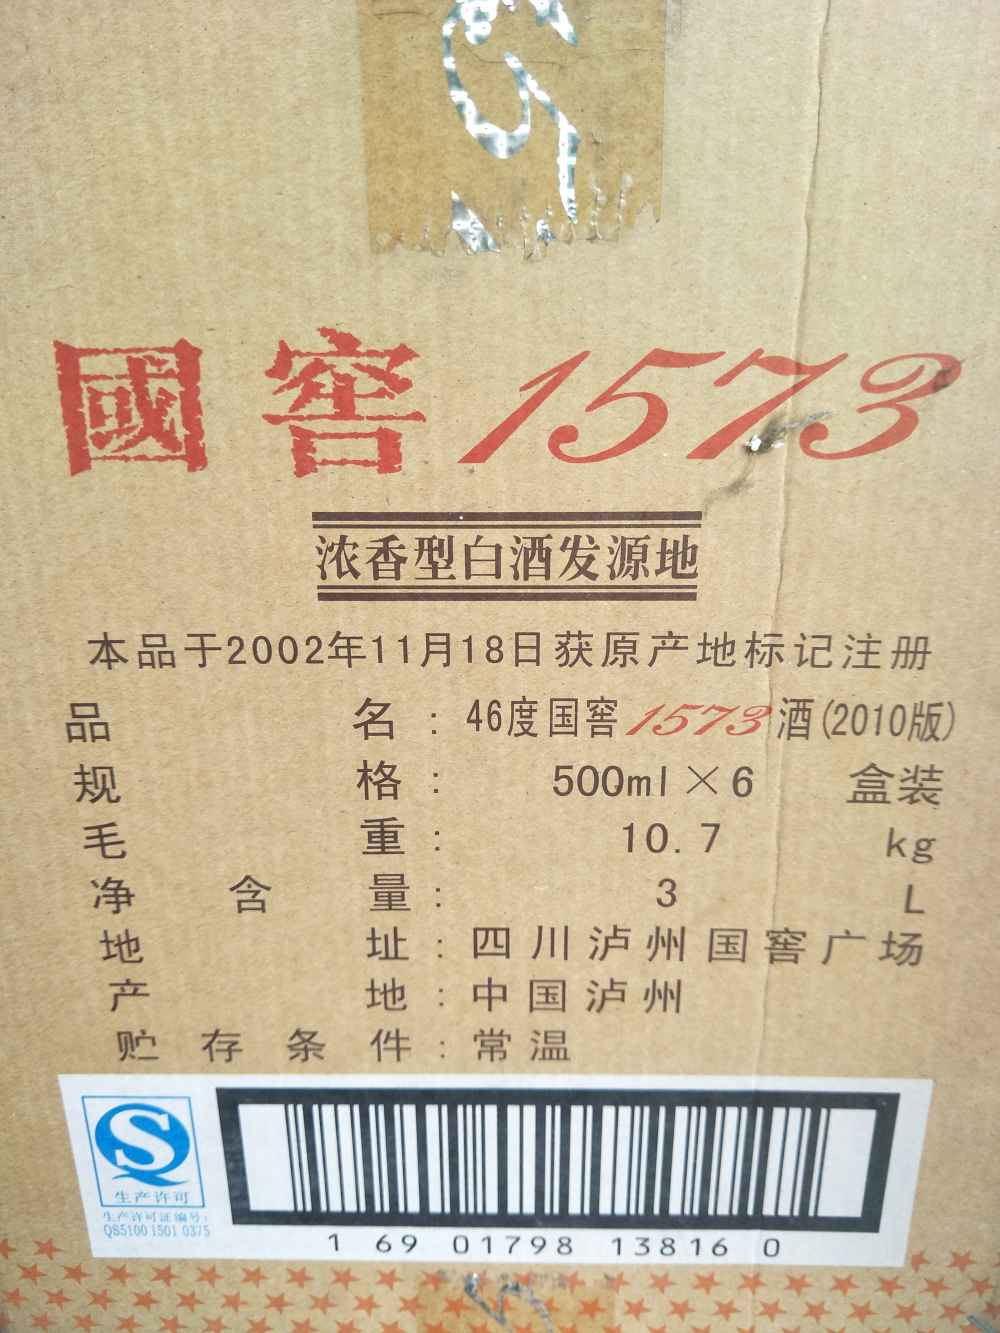 國窖1573
浓香型白酒发源地
本品于2002年11月18日获原产地标记注册
品名：46度国窖1573酒(2010版)
规格：500ml×6 盒装
毛重：10.7 kg
净含量：3 L
地址：四川泸州国窖广场
产地：中国泸州
贮存条件：常温
生产许可
生产许可证编号：
QS5100 1501 0375
1 69 01798 13816 0